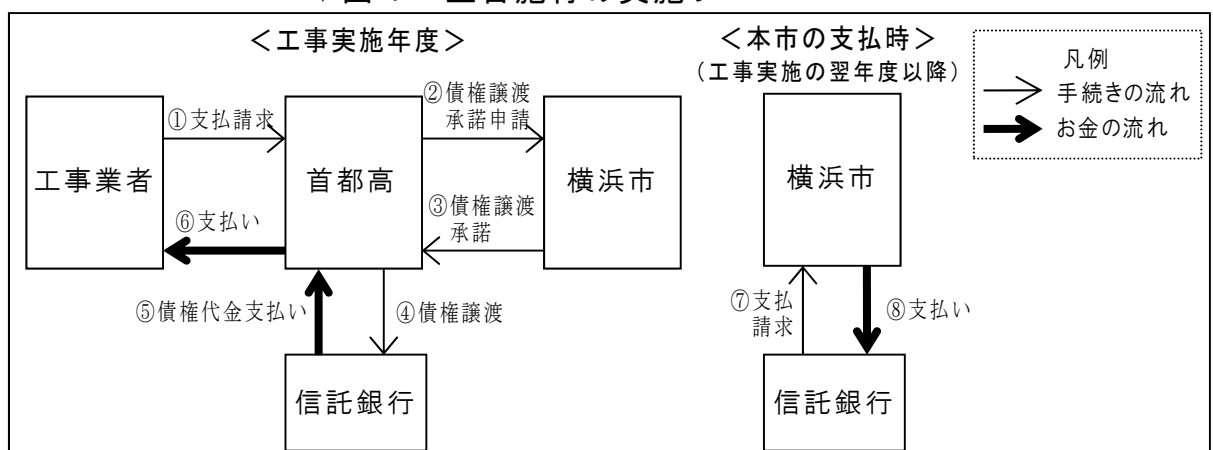 ＜工事実施年度＞
工事業者
①支払請求
首都高
②債権譲渡
承諾申請
横浜市
③債権譲渡
承諾
④債権譲渡
信託銀行
⑤債権代金支払い
⑥支払い
＜本市の支払時＞
（工事実施の翌年度以降）
横浜市
⑦支払
請求
⑧支払い
信託銀行
凡例
手続きの流れ
お金の流れ